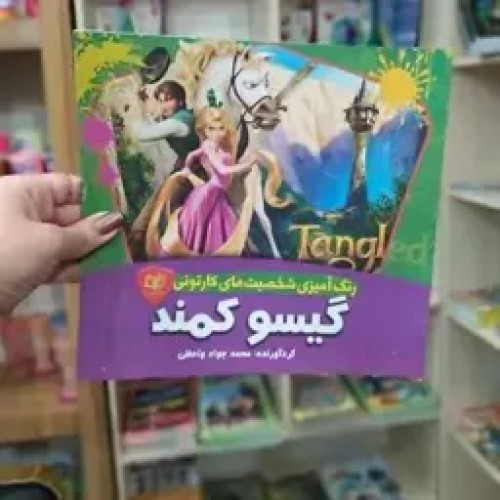 Tangled
رنگ آمیزی شخصیت های کارتونی
گیسو کمند
گردآورنده: محمد جواد واعظی